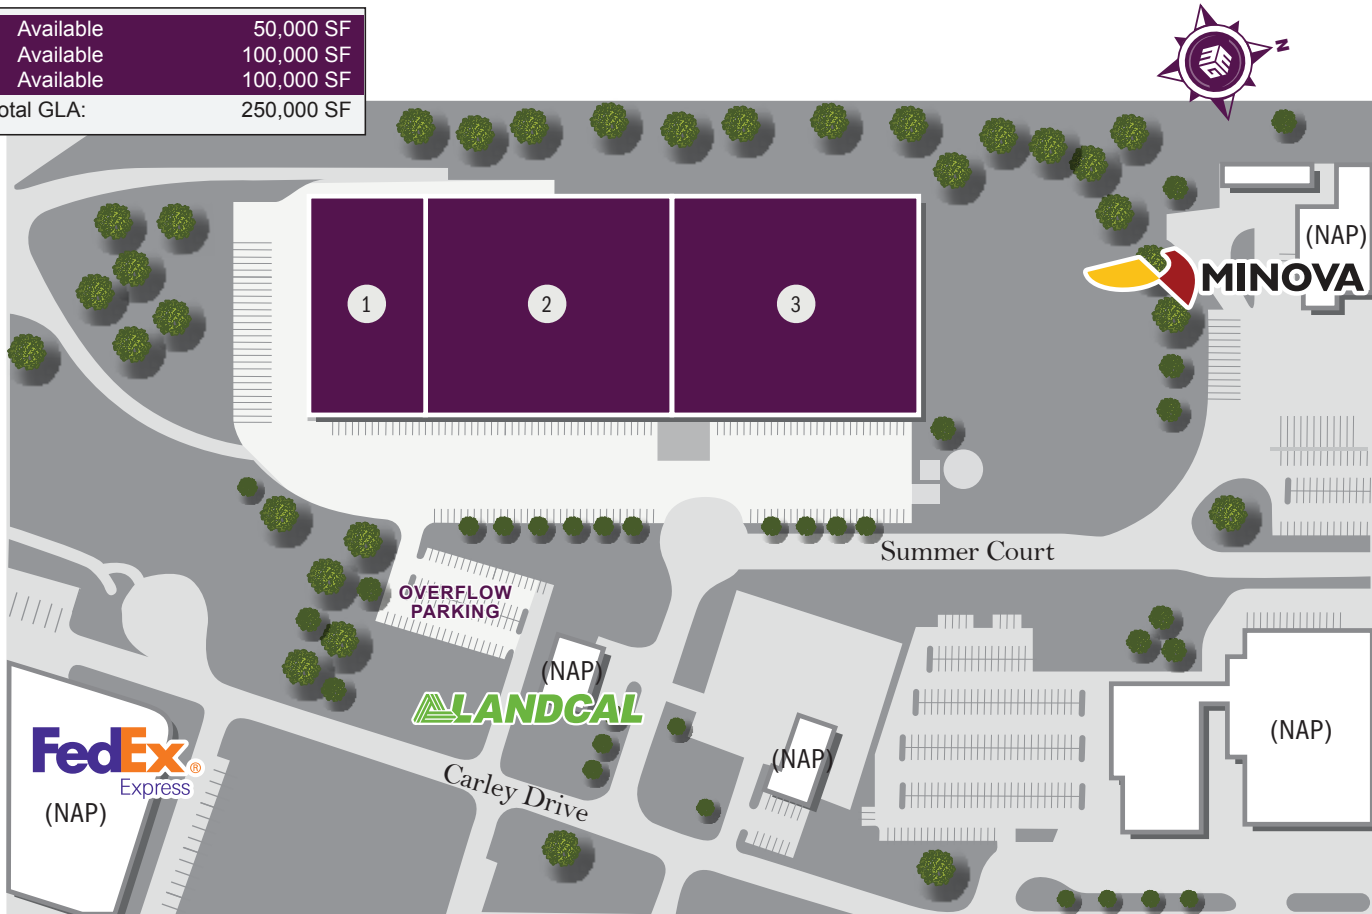 Available 50,000 SF
Available 100,000 SF
Available 100,000 SF
otal GLA: 250,000 SF
N
(NAP)
MINOVA
1
2
3
Summer Court
OVERFLOW
PARKING
(NAP)
LANDCAL
(NAP)
(NAP)
FedEx®
Express
(NAP)
Carley Drive